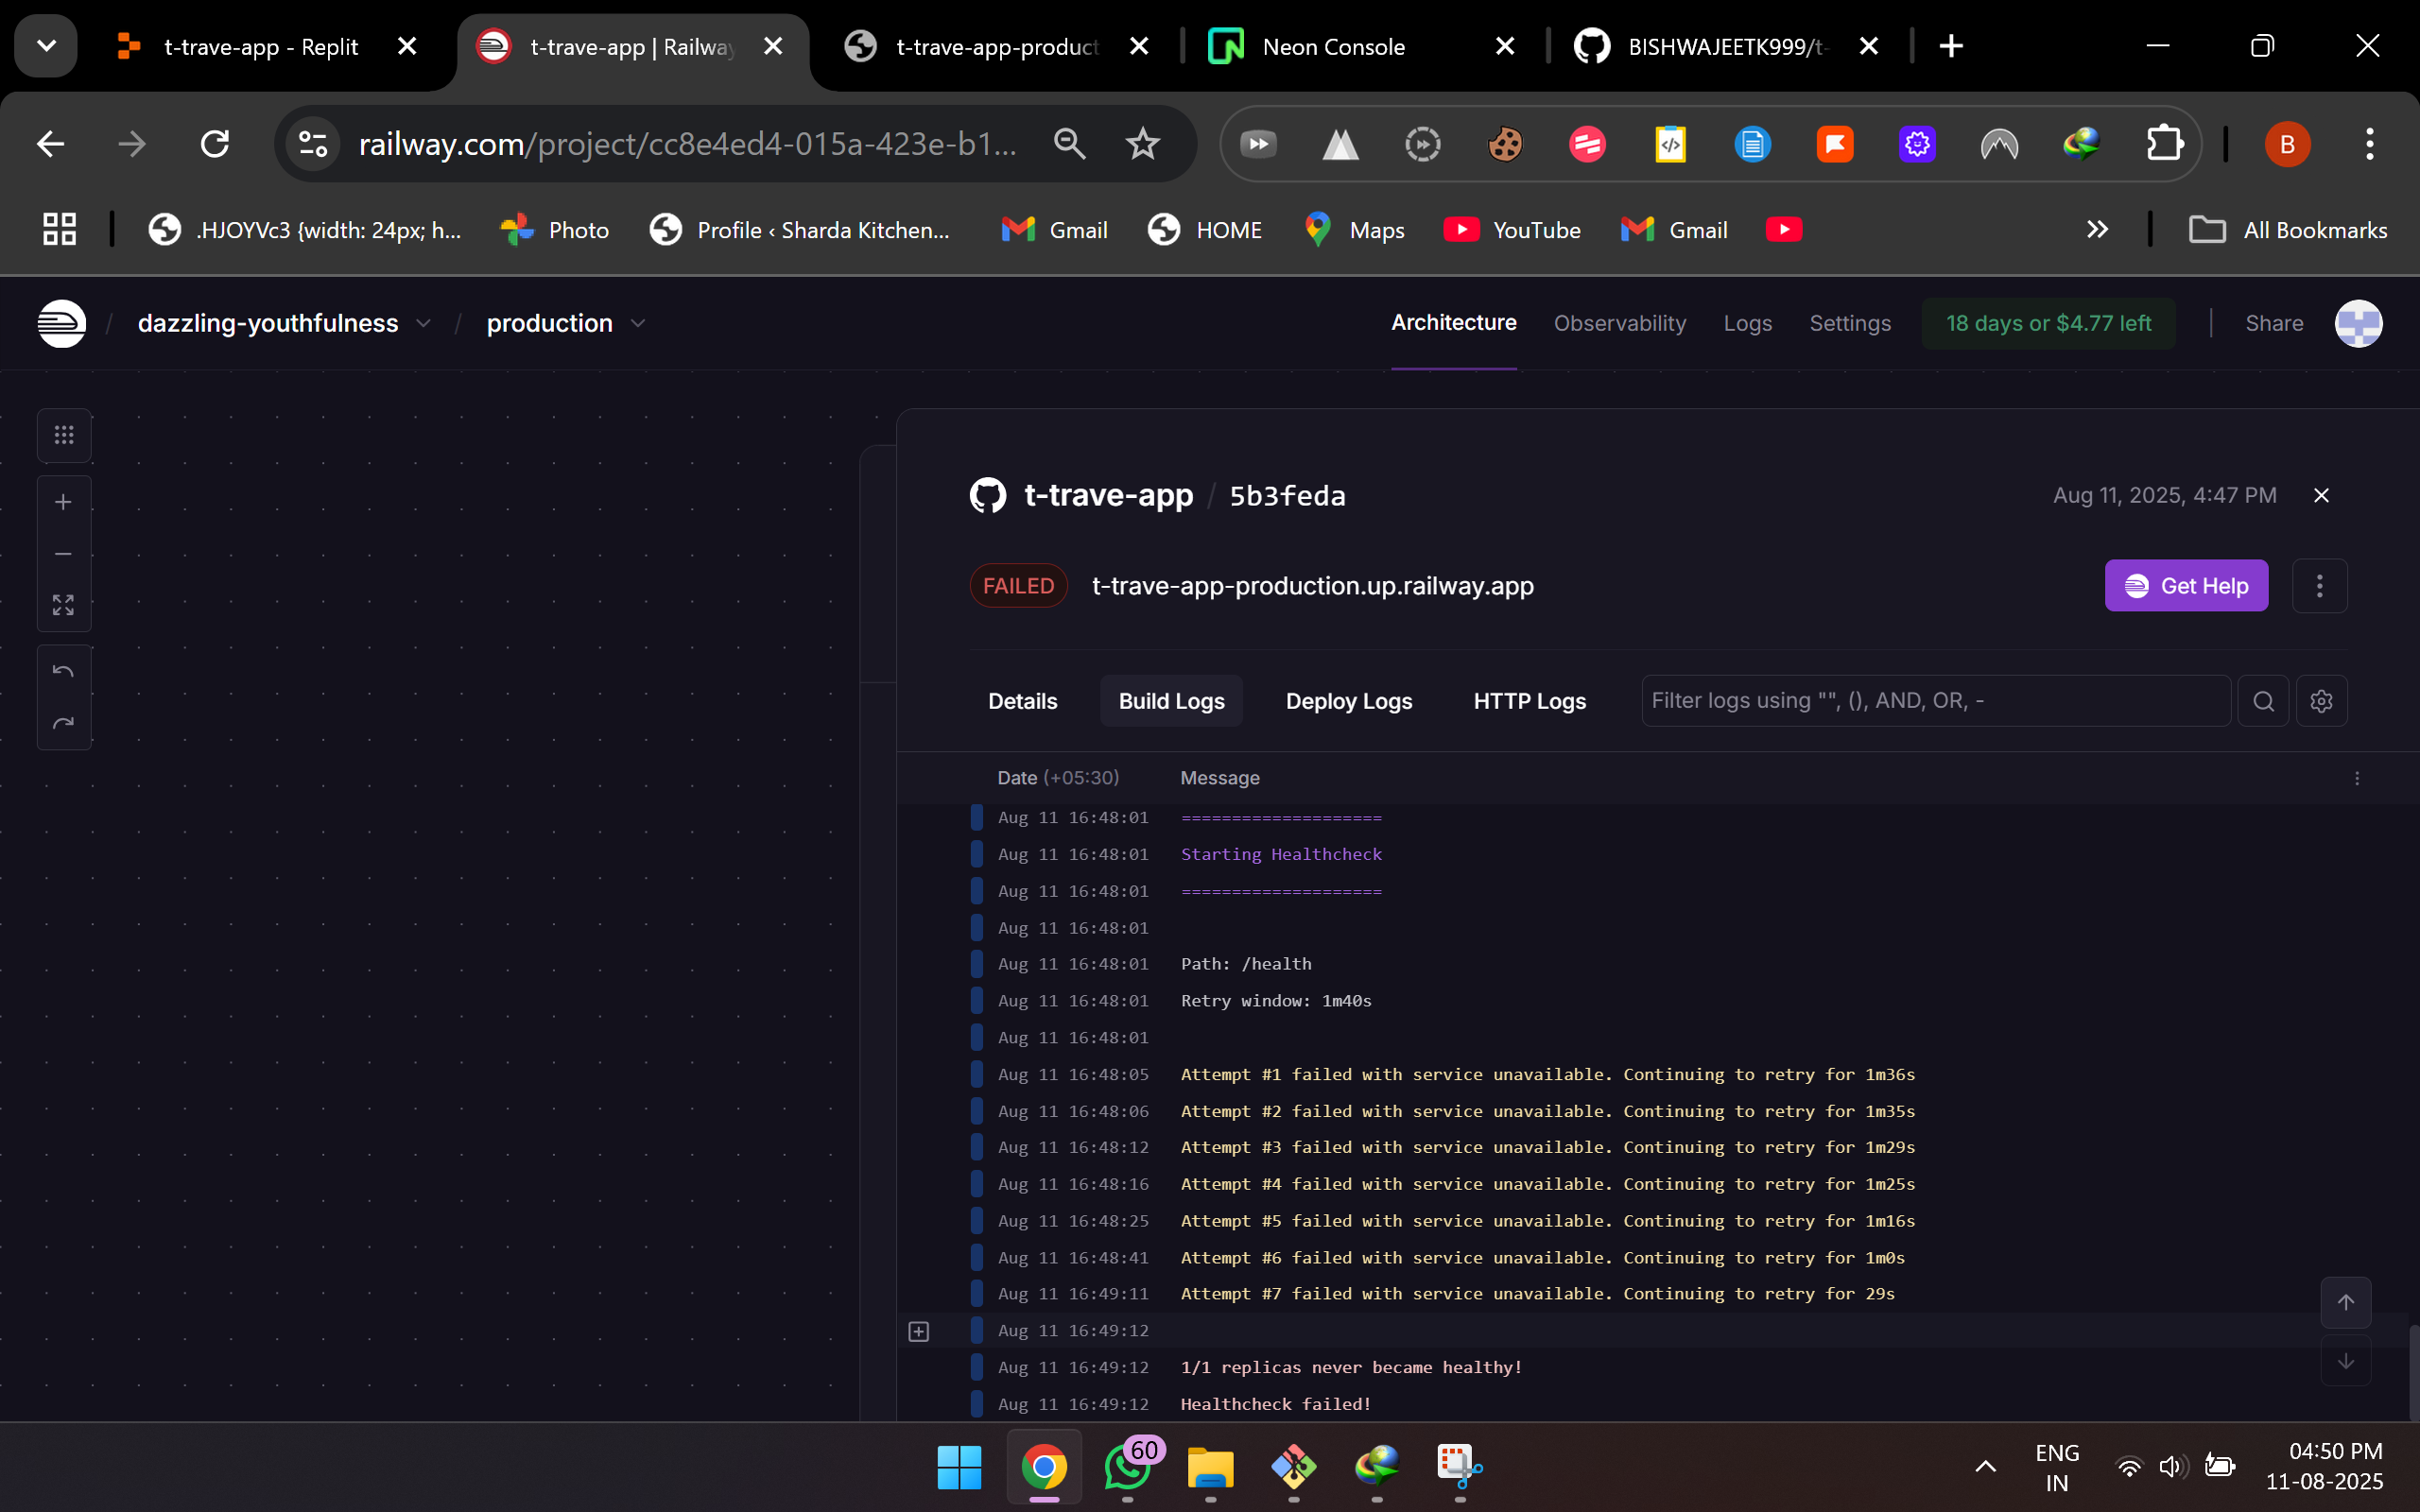 t-trave-app - Replit
t-trave-app | Railway
t-trave-app-product
Neon Console
BISHWAJEETK999/t-
railway.com/project/cc8e4ed4-015a-423e-b1...
B
.HJOYVc3 {width: 24px; h...
Photo
Profile ‹ Sharda Kitchen...
Gmail
HOME
Maps
YouTube
Gmail
All Bookmarks
/ dazzling-youthfulness / production
Architecture
Observability
Logs
Settings
18 days or $4.77 left
Share
t-trave-app / 5b3feda
Aug 11, 2025, 4:47 PM
FAILED t-trave-app-production.up.railway.app
Get Help
Details
Build Logs
Deploy Logs
HTTP Logs
Filter logs using "", (), AND, OR, -
Date (+05:30) Message
Aug 11 16:48:01 ====================
Aug 11 16:48:01 Starting Healthcheck
Aug 11 16:48:01 ====================
Aug 11 16:48:01
Aug 11 16:48:01 Path: /health
Aug 11 16:48:01 Retry window: 1m40s
Aug 11 16:48:01
Aug 11 16:48:05 Attempt #1 failed with service unavailable. Continuing to retry for 1m36s
Aug 11 16:48:06 Attempt #2 failed with service unavailable. Continuing to retry for 1m35s
Aug 11 16:48:12 Attempt #3 failed with service unavailable. Continuing to retry for 1m29s
Aug 11 16:48:16 Attempt #4 failed with service unavailable. Continuing to retry for 1m25s
Aug 11 16:48:25 Attempt #5 failed with service unavailable. Continuing to retry for 1m16s
Aug 11 16:48:41 Attempt #6 failed with service unavailable. Continuing to retry for 1m0s
Aug 11 16:49:11 Attempt #7 failed with service unavailable. Continuing to retry for 29s
Aug 11 16:49:12
Aug 11 16:49:12 1/1 replicas never became healthy!
Aug 11 16:49:12 Healthcheck failed!
60
ENG
IN
04:50 PM
11-08-2025